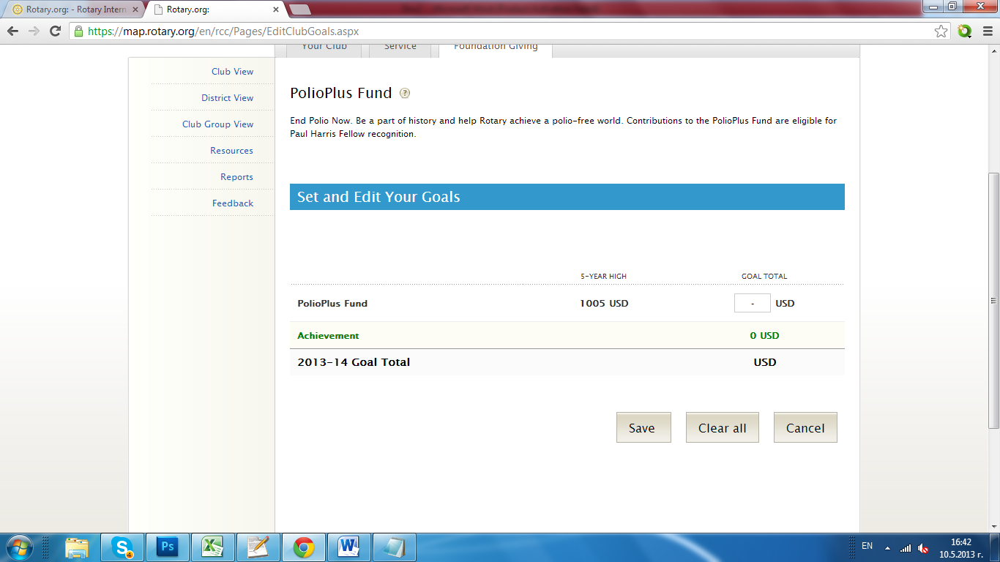 Rotary.org: - Rotary Intern
Rotary.org:
https://map.rotary.org/en/rcc/Pages/EditClubGoals.aspx
Your Club
Service
Foundation Giving
Club View
District View
Club Group View
Resources
Reports
Feedback
PolioPlus Fund ?
End Polio Now. Be a part of history and help Rotary achieve a polio-free world. Contributions to the PolioPlus Fund are eligible for
Paul Harris Fellow recognition.
Set and Edit Your Goals
5-YEAR HIGH GOAL TOTAL
PolioPlus Fund 1005 USD - USD
Achievement 0 USD
2013-14 Goal Total USD
Save
Clear all
Cancel
S 4
Ps
X
W
EN
16:42
10.5.2013 г.